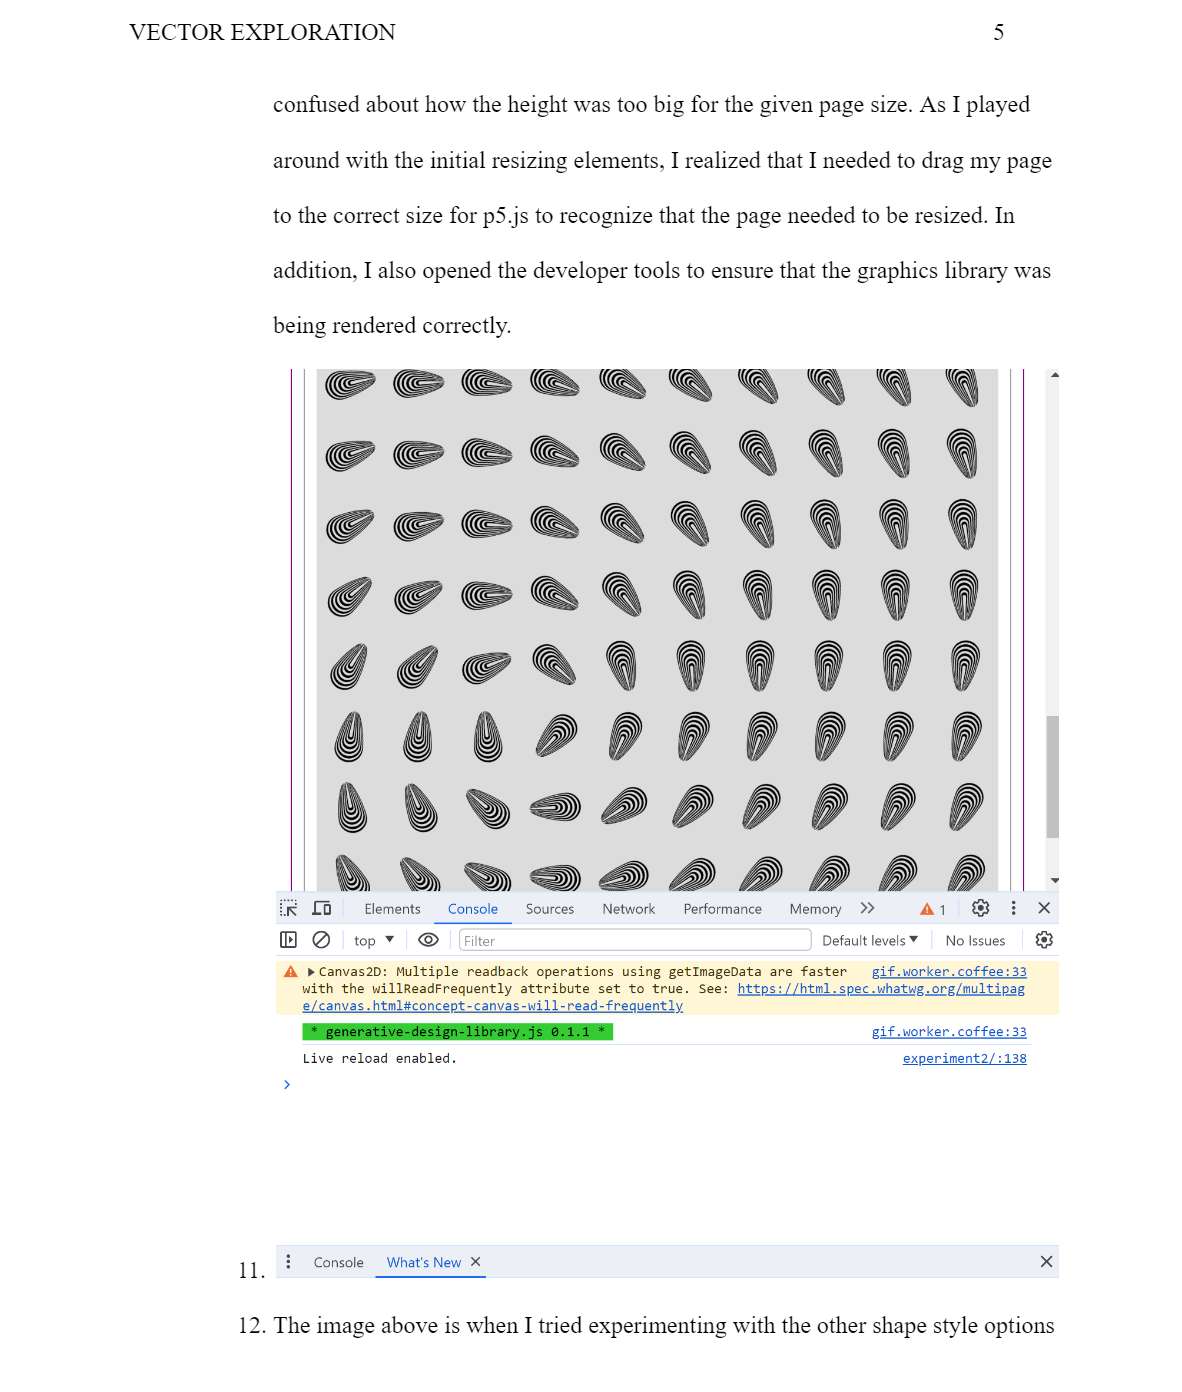 VECTOR EXPLORATION 5
confused about how the height was too big for the given page size. As I played
around with the initial resizing elements, I realized that I needed to drag my page
to the correct size for p5.js to recognize that the page needed to be resized. In
addition, I also opened the developer tools to ensure that the graphics library was
being rendered correctly.
Elements Console Sources Network Performance Memory 1
top Filter Default levels No Issues
Canvas2D: Multiple readback operations using getImageData are faster gif.worker.coffee:33
with the willReadFrequently attribute set to true. See: https://html.spec.whatwg.org/multipag
e/canvas.html#concept-canvas-will-read-frequently
* generative-design-library.js 0.1.1 * gif.worker.coffee:33
Live reload enabled. experiment2/:138
11. Console What's New
12. The image above is when I tried experimenting with the other shape style options